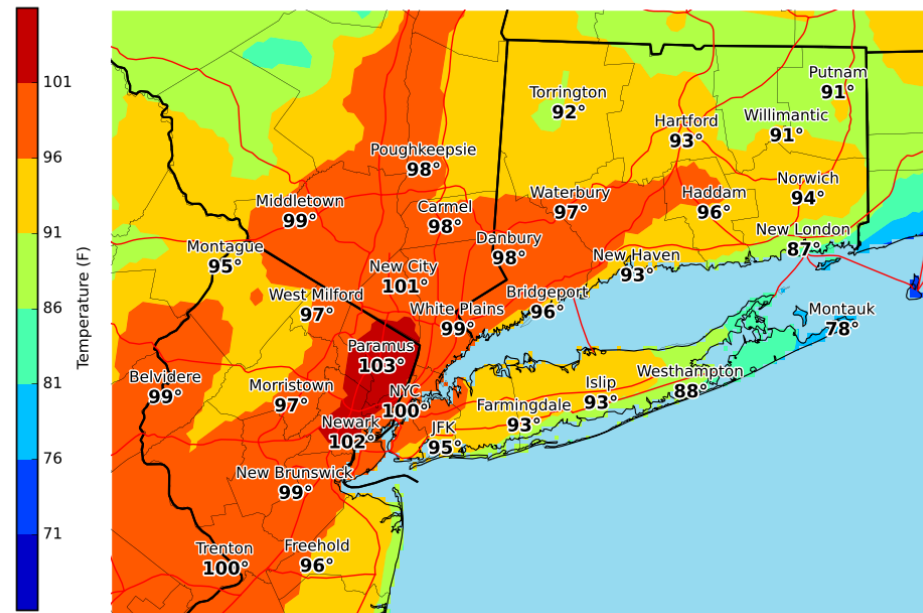 101
96
91
86
81
76
71
Temperature (F)
Putnam
91°
Torrington
92°
Hartford
93°
Willimantic
91°
Poughkeepsie
98°
Norwich
94°
Waterbury
97°
Haddam
96°
Middletown
99°
Carmel
98°
New London
87°
Danbury
98°
Montague
95°
New Haven
93°
New City
101°
West Milford
97°
White Plains
99°
Bridgeport
96°
Montauk
78°
Paramus
103°
Belvidere
99°
Morristown
97°
NYC
100°
Islip
93°
Westhampton
88°
Farmingdale
93°
Newark
102°
JFK
95°
New Brunswick
99°
Trenton
100°
Freehold
96°